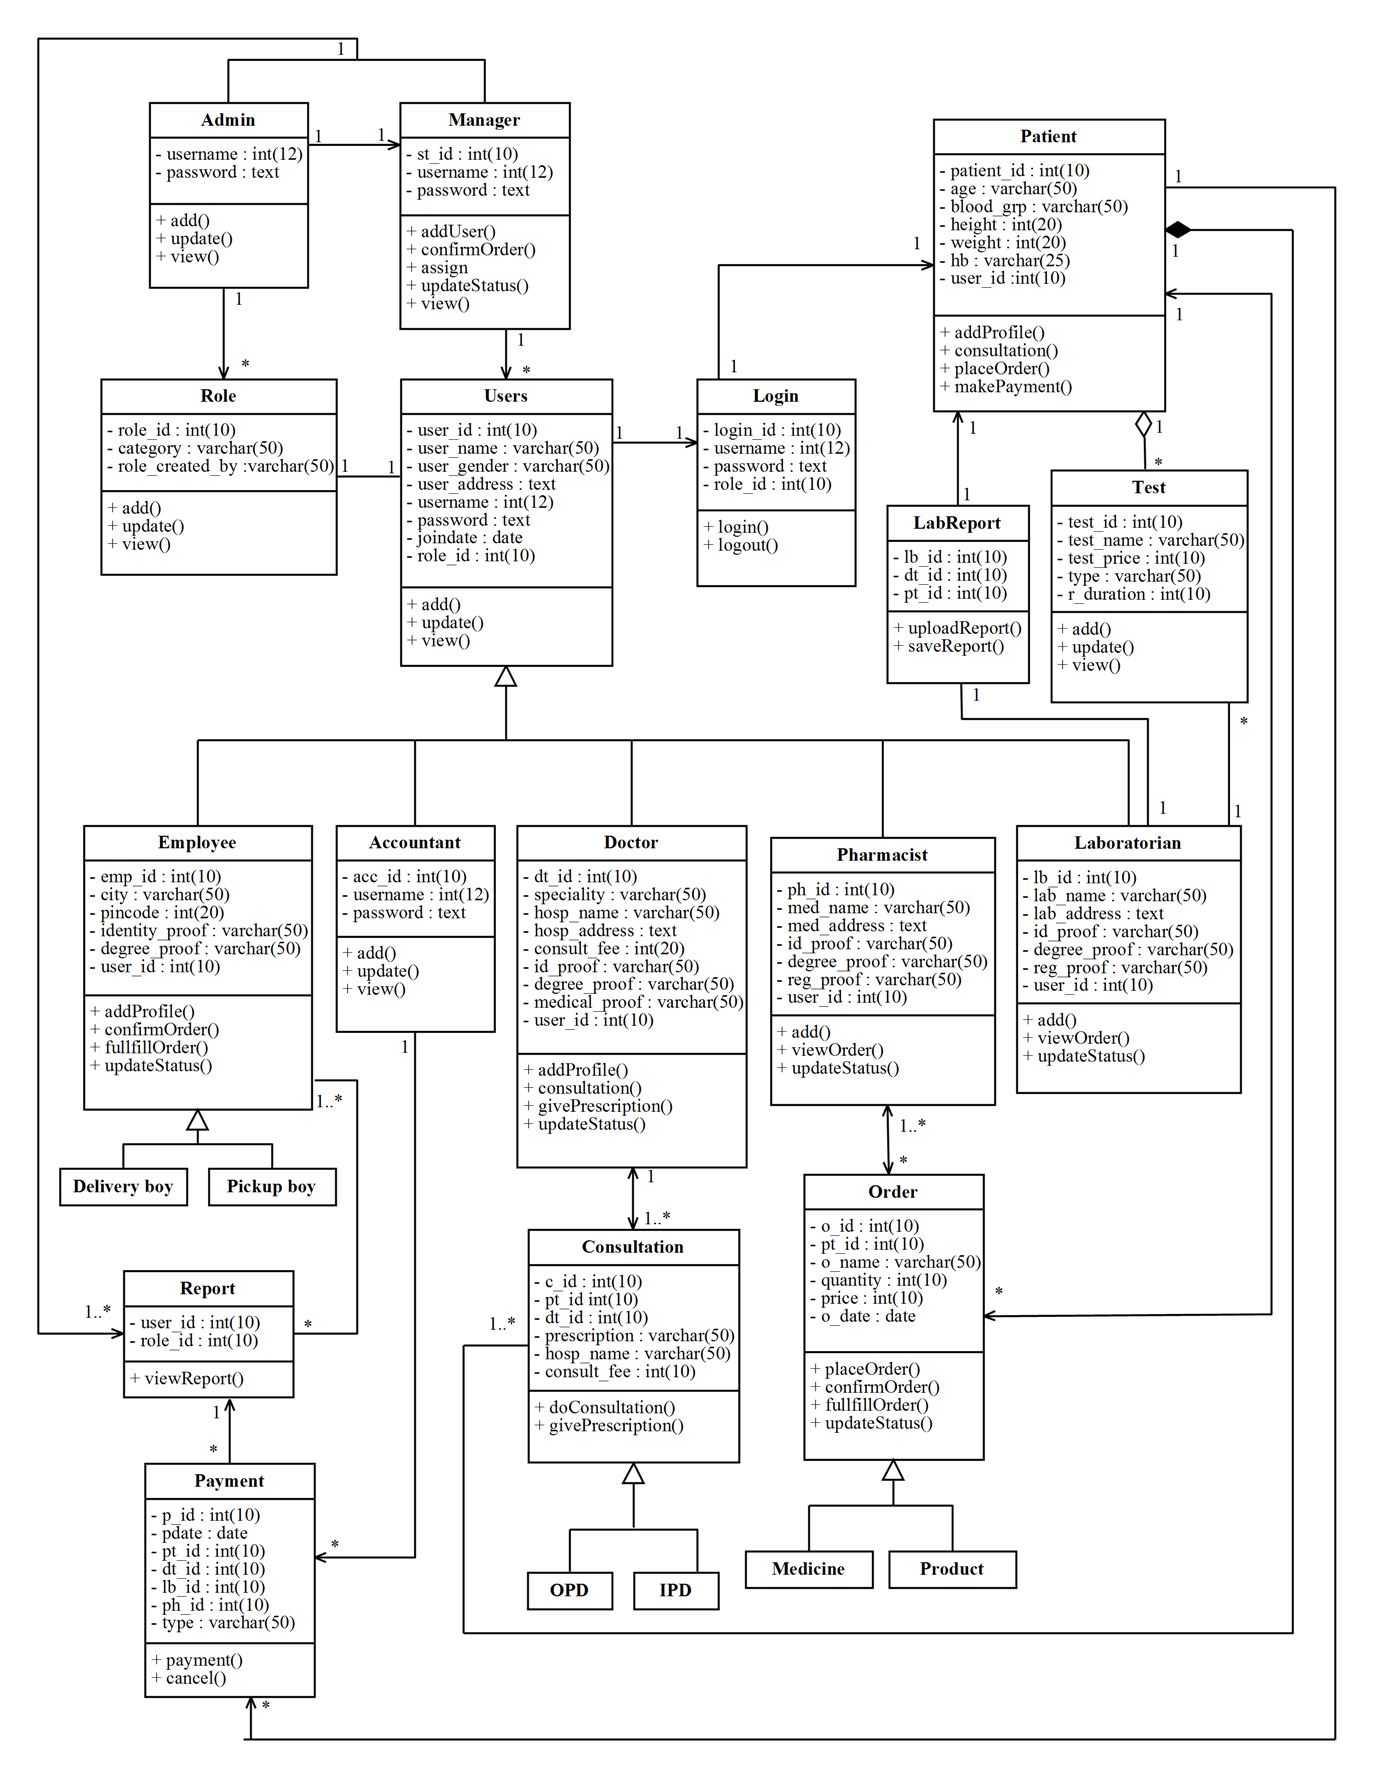 1
Admin
- username : int(12)
- password : text
+ add()
+ update()
+ view()
1
1
Manager
- st_id : int(10)
- username : int(12)
- password : text
+ addUser()
+ confirmOrder()
+ assign
+ updateStatus()
+ view()
Patient
- patient_id : int(10)
- age : varchar(50)
- blood_grp : varchar(50)
- height : int(20)
- weight : int(20)
- hb : varchar(25)
- user_id :int(10)
+ addProfile()
+ consultation()
+ placeOrder()
+ makePayment()
1
1
1
1
1
*
1
*
1
Role
- role_id : int(10)
- category : varchar(50)
- role_created_by :varchar(50)
+ add()
+ update()
+ view()
1
1
Users
- user_id : int(10)
- user_name : varchar(50)
- user_gender : varchar(50)
- user_address : text
- username : int(12)
- password : text
- joindate : date
- role_id : int(10)
+ add()
+ update()
+ view()
1
1
Login
- login_id : int(10)
- username : int(12)
- password : text
- role_id : int(10)
+ login()
+ logout()
1
1
LabReport
- lb_id : int(10)
- dt_id : int(10)
- pt_id : int(10)
+ uploadReport()
+ saveReport()
1
1
*
Test
- test_id : int(10)
- test_name : varchar(50)
- test_price : int(10)
- type : varchar(50)
- r_duration : int(10)
+ add()
+ update()
+ view()
*
1
1
Employee
- emp_id : int(10)
- city : varchar(50)
- pincode : int(20)
- identity_proof : varchar(50)
- degree_proof : varchar(50)
- user_id : int(10)
+ addProfile()
+ confirmOrder()
+ fullfillOrder()
+ updateStatus()
1..*
Accountant
- acc_id : int(10)
- username : int(12)
- password : text
+ add()
+ update()
+ view()
1
Doctor
- dt_id : int(10)
- speciality : varchar(50)
- hosp_name : varchar(50)
- hosp_address : text
- consult_fee : int(20)
- id_proof : varchar(50)
- degree_proof : varchar(50)
- medical_proof : varchar(50)
- user_id : int(10)
+ addProfile()
+ consultation()
+ givePrescription()
+ updateStatus()
1
1..*
Pharmacist
- ph_id : int(10)
- med_name : varchar(50)
- med_address : text
- id_proof : varchar(50)
- degree_proof : varchar(50)
- reg_proof : varchar(50)
- user_id : int(10)
+ add()
+ viewOrder()
+ updateStatus()
1..*
*
Laboratorian
- lb_id : int(10)
- lab_name : varchar(50)
- lab_address : text
- id_proof : varchar(50)
- degree_proof : varchar(50)
- reg_proof : varchar(50)
- user_id : int(10)
+ add()
+ viewOrder()
+ updateStatus()
Delivery boy
Pickup boy
1..*
Report
- user_id : int(10)
- role_id : int(10)
+ viewReport()
*
1
*
1..*
Consultation
- c_id : int(10)
- pt_id int(10)
- dt_id : int(10)
- prescription : varchar(50)
- hosp_name : varchar(50)
- consult_fee : int(10)
+ doConsultation()
+ givePrescription()
Order
- o_id : int(10)
- pt_id : int(10)
- o_name : varchar(50)
- quantity : int(10)
- price : int(10)
- o_date : date
+ placeOrder()
+ confirmOrder()
+ fullfillOrder()
+ updateStatus()
*
Payment
- p_id : int(10)
- pdate : date
- pt_id : int(10)
- dt_id : int(10)
- lb_id : int(10)
- ph_id : int(10)
- type : varchar(50)
+ payment()
+ cancel()
*
*
OPD
IPD
Medicine
Product